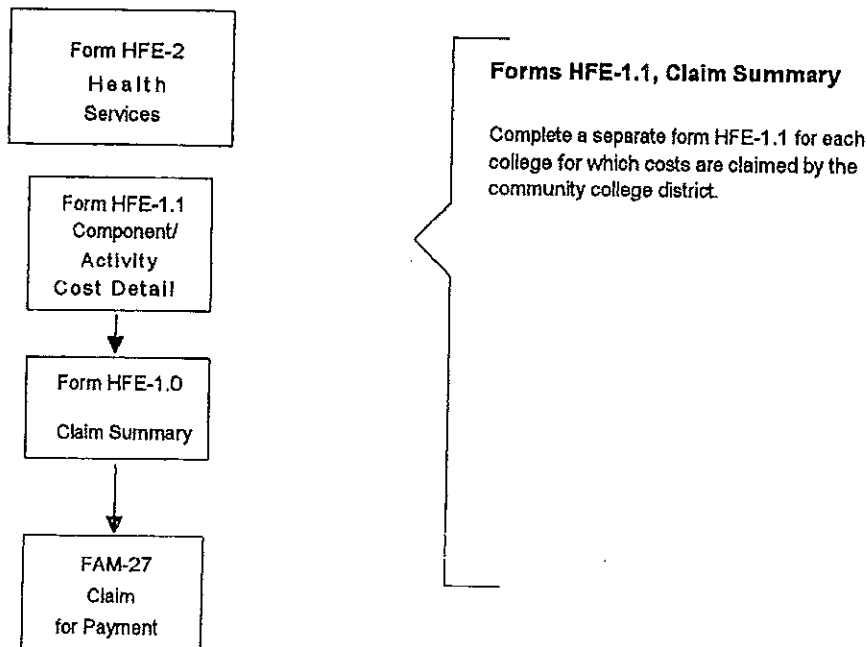 Form HFE-2
Health
Services
Form HFE-1.1
Component/
Activity
Cost Detail
Form HFE-1.0
Claim Summary
FAM-27
Claim
for Payment
Forms HFE-1.1, Claim Summary
Complete a separate form HFE-1.1 for each
college for which costs are claimed by the
community college district.